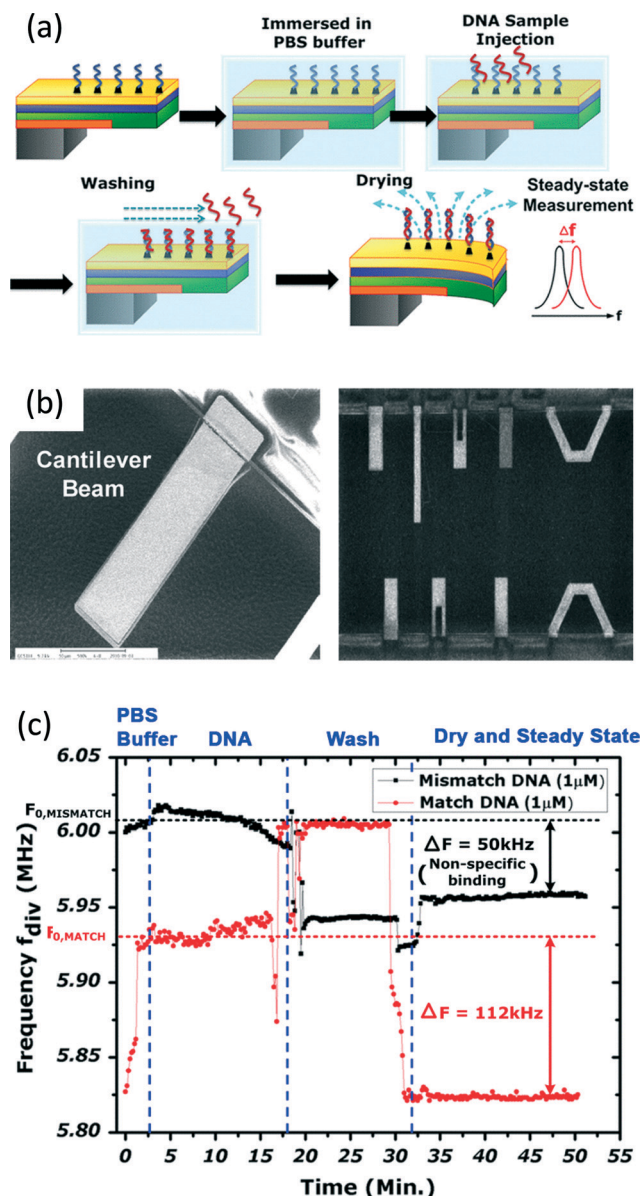 (a)
Immersed in
PBS buffer
DNA Sample
Injection
Washing
Drying
Steady-state
Measurement
Δf
f
(b)
Cantilever
Beam
(c)
PBS
Buffer
DNA
Wash
Dry and Steady State
Mismatch DNA (1μM)
Match DNA (1μM)
F0,MISMATCH
F0,MATCH
ΔF = 50kHz
(Non-specific
binding)
ΔF = 112kHz
Frequency fdiv (MHz)
6.05
6.00
5.95
5.90
5.85
5.80
0 5 10 15 20 25 30 35 40 45 50 55
Time (Min.)